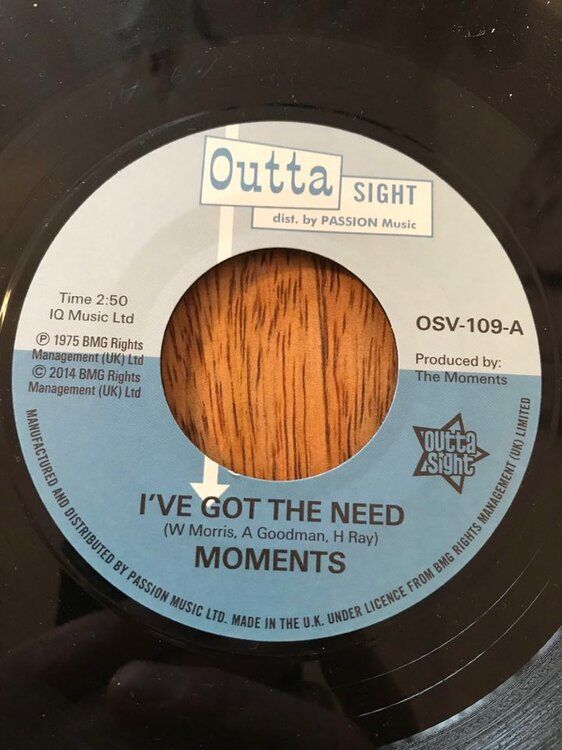 Outta SIGHT
dist. by PASSION Music
Time 2:50
IQ Music Ltd
℗ 1975 BMG Rights
Management (UK) Ltd
© 2014 BMG Rights
Management (UK) Ltd
OSV-109-A
Produced by:
The Moments
outta
sight
I'VE GOT THE NEED
(W Morris, A Goodman, H Ray)
MOMENTS
MANUFACTURED AND DISTRIBUTED BY PASSION MUSIC LTD. MADE IN THE U.K. UNDER LICENCE FROM BMG RIGHTS MANAGEMENT (UK) LIMITED